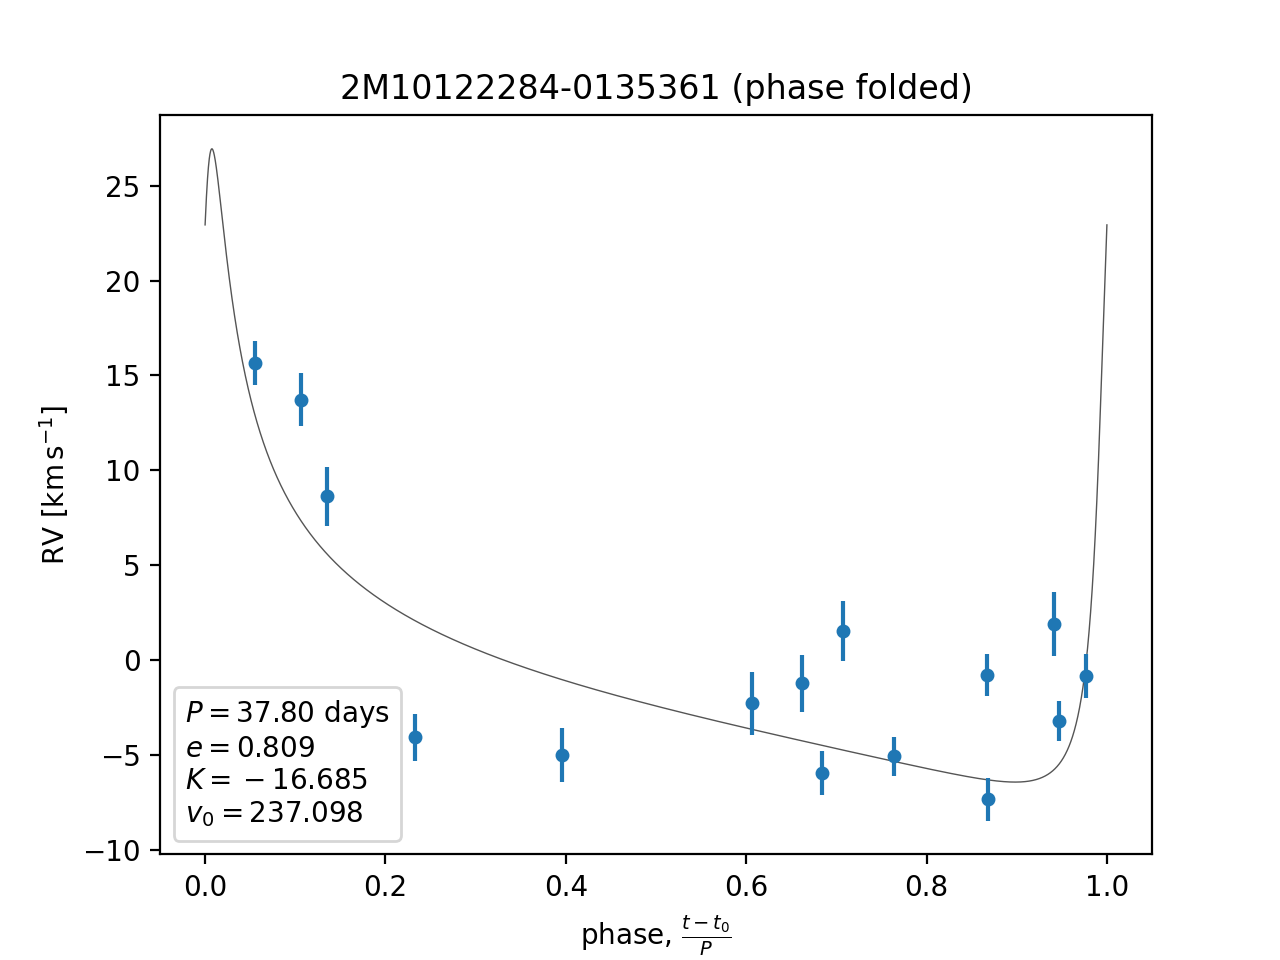 2M10122284-0135361 (phase folded)
RV [km s⁻¹]
25
20
15
10
5
0
−5
−10
P = 37.80 days
e = 0.809
K = −16.685
v₀ = 237.098
0.0 0.2 0.4 0.6 0.8 1.0
phase, (t − t₀)/P